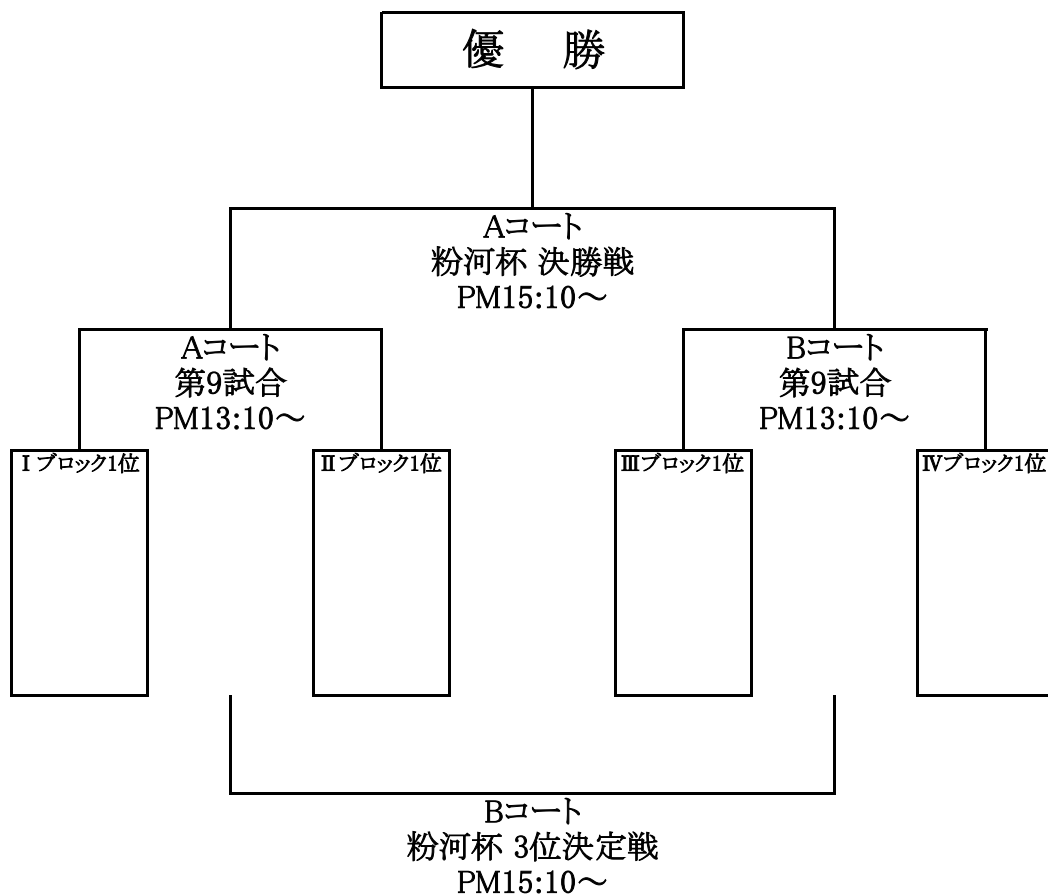 優　勝
Aコート
粉河杯 決勝戦
PM15:10～
Aコート
第9試合
PM13:10～
Bコート
第9試合
PM13:10～
Ⅰブロック1位
Ⅱブロック1位
Ⅲブロック1位
Ⅳブロック1位
Bコート
粉河杯 3位決定戦
PM15:10～